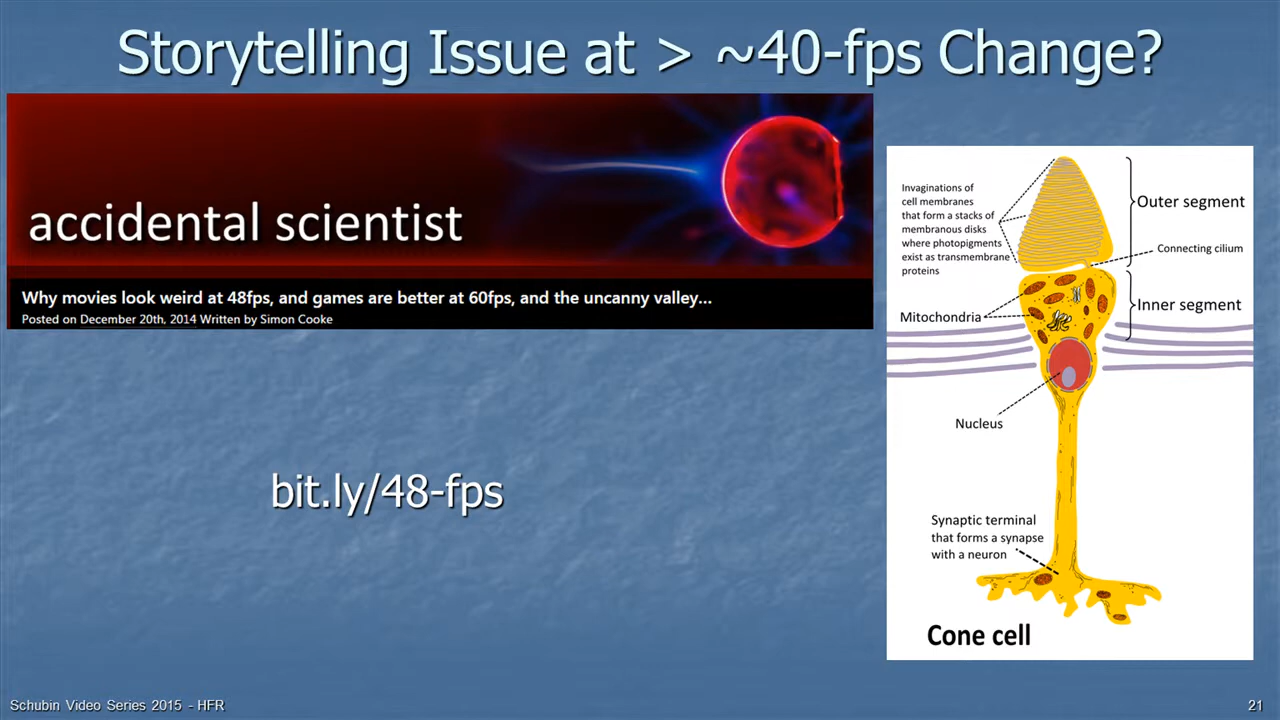 Storytelling Issue at > ~40-fps Change?
accidental scientist
Why movies look weird at 48fps, and games are better at 60fps, and the uncanny valley...
Posted on December 20th, 2014 Written by Simon Cooke
bit.ly/48-fps
Invaginations of
cell membranes
that form a stacks of
membranous disks
where photopigments
exist as transmembrane
proteins
Outer segment
Connecting cilium
Inner segment
Mitochondria
Nucleus
Synaptic terminal
that forms a synapse
with a neuron
Cone cell
Schubin Video Series 2015 - HFR
21